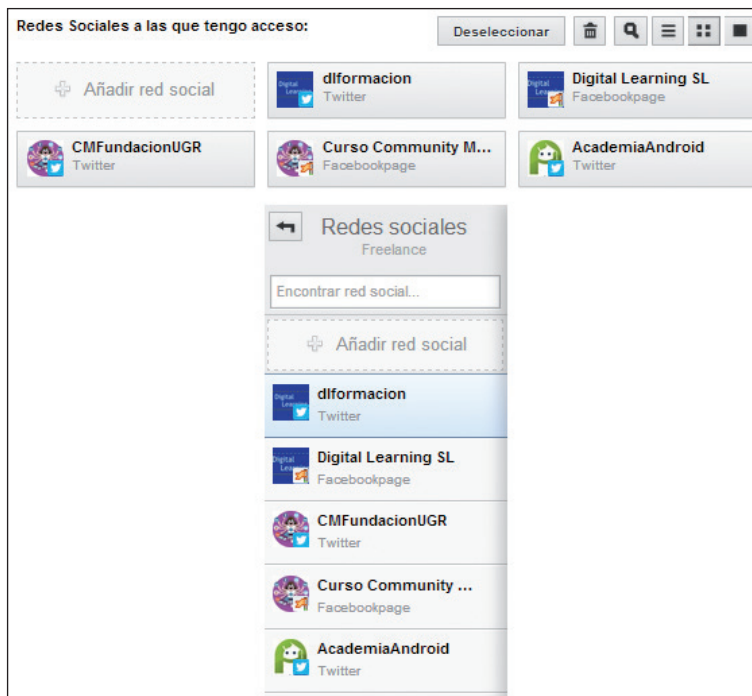 Redes Sociales a las que tengo acceso:
Deseleccionar
Añadir red social
dlformacion
Twitter
Digital Learning SL
Facebookpage
CMFundacionUGR
Twitter
Curso Community M...
Facebookpage
AcademiaAndroid
Twitter
Redes sociales
Freelance
Encontrar red social...
Añadir red social
Digital
dlformacion
Twitter
Digital
Digital Learning SL
Facebookpage
CMFundacionUGR
Twitter
Curso Community ...
Facebookpage
AcademiaAndroid
Twitter